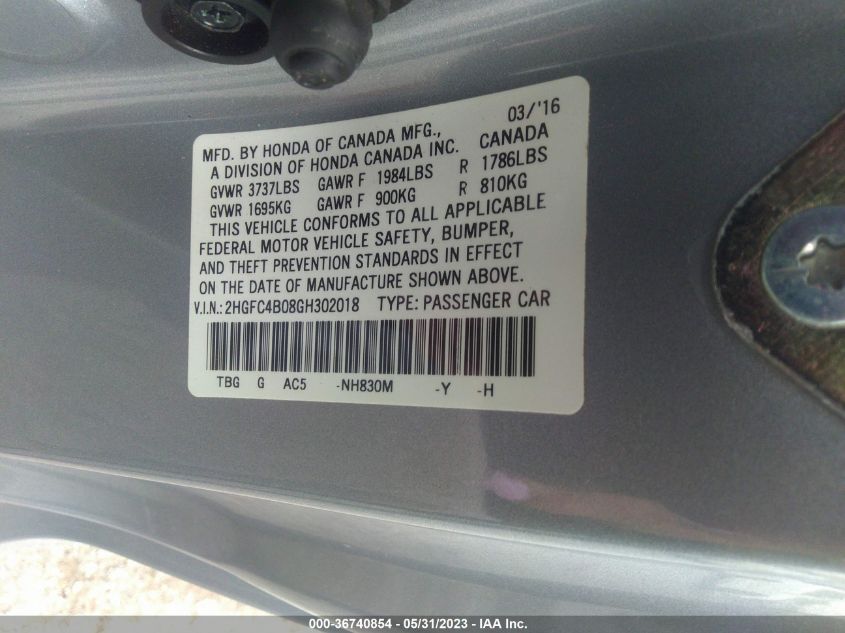 03/'16
MFD. BY HONDA OF CANADA MFG., CANADA
A DIVISION OF HONDA CANADA INC.
GVWR 3737LBS GAWR F 1984LBS R 1786LBS
GVWR 1695KG GAWR F 900KG R 810KG
THIS VEHICLE CONFORMS TO ALL APPLICABLE
FEDERAL MOTOR VEHICLE SAFETY, BUMPER,
AND THEFT PREVENTION STANDARDS IN EFFECT
ON THE DATE OF MANUFACTURE SHOWN ABOVE.
V.I.N.: 2HGFC4B08GH302018 TYPE: PASSENGER CAR
TBG G AC5 -NH830M -Y -H
000-36740854 / 05/31/2023 - IAA Inc.